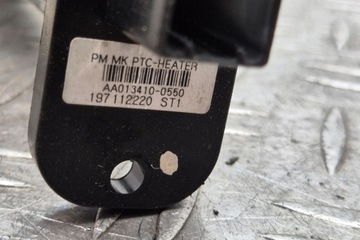 PM MK PTC-HEATER
AA013410-0550
197112220 ST1